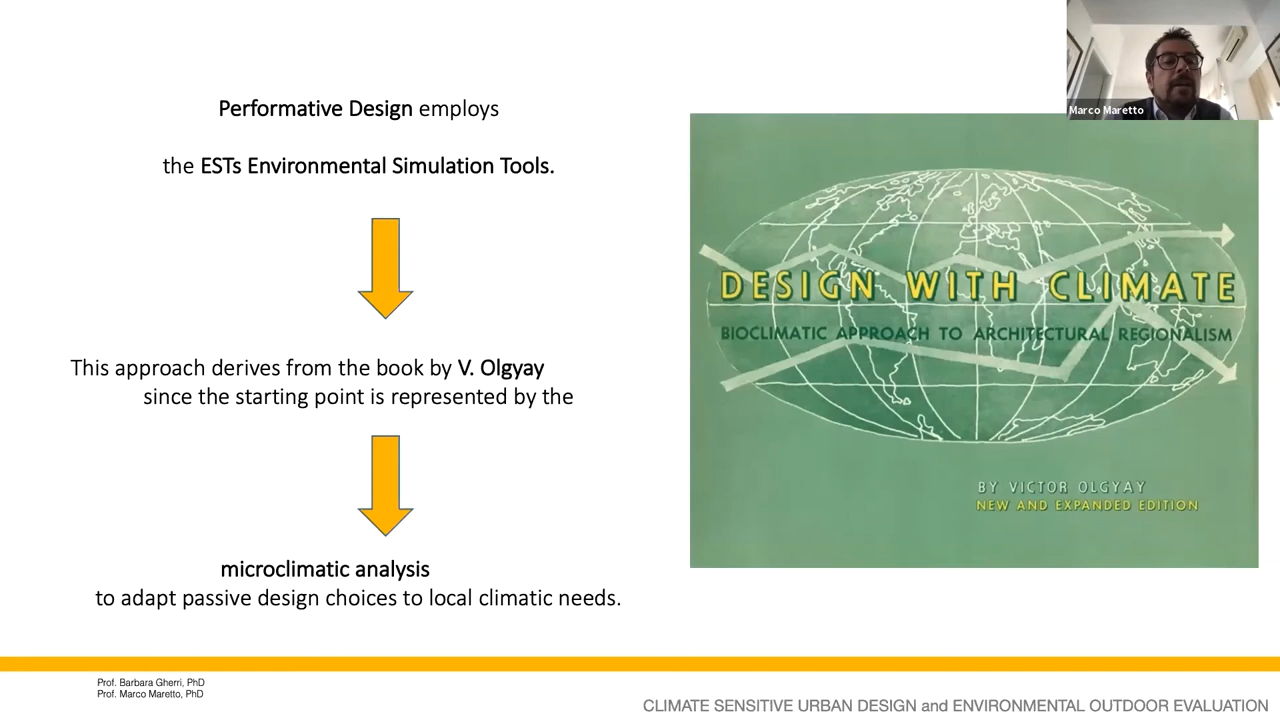 Performative Design employs
the ESTs Environmental Simulation Tools.
This approach derives from the book by V. Olgyay
since the starting point is represented by the
microclimatic analysis
to adapt passive design choices to local climatic needs.
Marco Maretto
DESIGN WITH CLIMATE
BIOCLIMATIC APPROACH TO ARCHITECTURAL REGIONALISM
BY VICTOR OLGYAY
NEW AND EXPANDED EDITION
Prof. Barbara Gherri, PhD
Prof. Marco Maretto, PhD
CLIMATE SENSITIVE URBAN DESIGN and ENVIRONMENTAL OUTDOOR EVALUATION